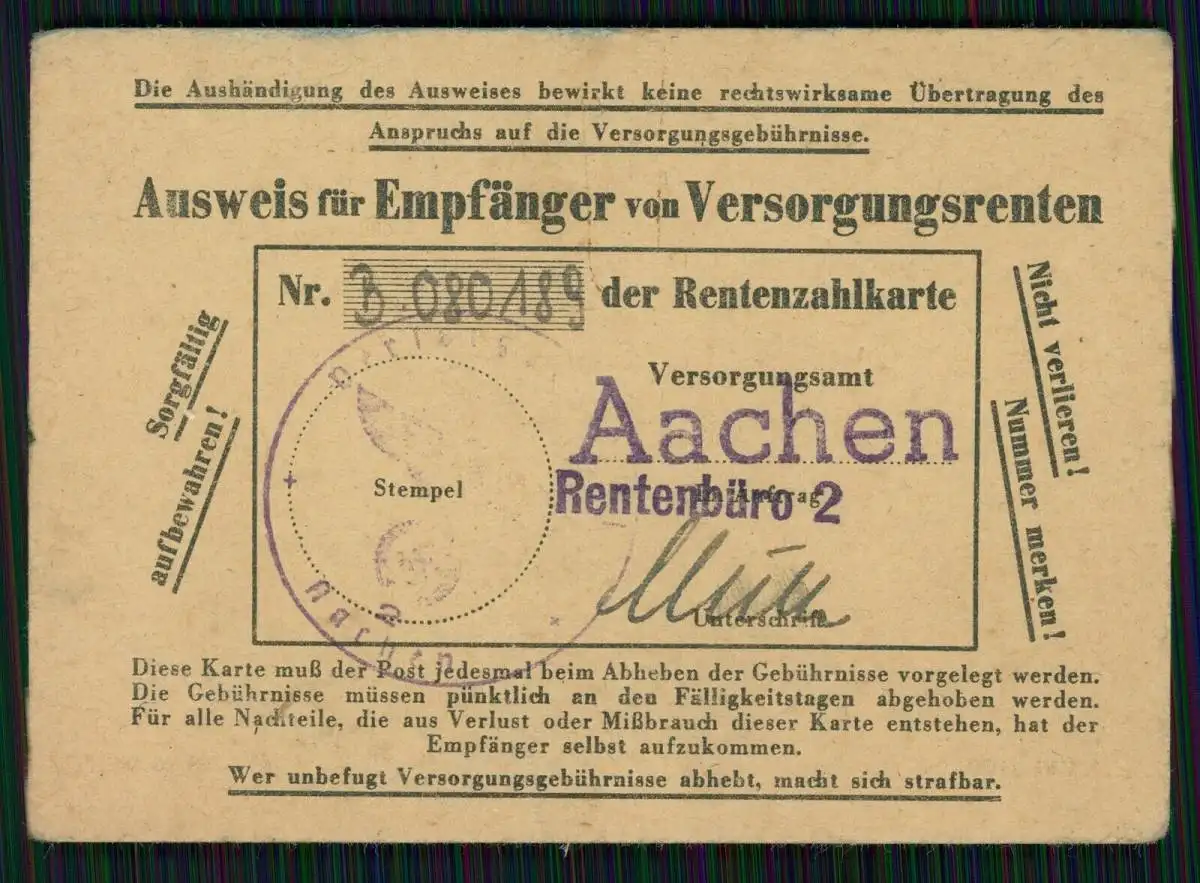 Die Aushändigung des Ausweises bewirkt keine rechtswirksame Übertragung des
Anspruchs auf die Versorgungsgebührnisse.
Ausweis für Empfänger von Versorgungsrenten
Nr. B 080189 der Rentenzahlkarte
Sorgfältig
aufbewahren!
Nicht verlieren!
Nummer merken!
Versorgungsamt
Aachen
Rentenbüro 2
Im Auftrag
Stempel
Aachen
2
Unterschrift
Diese Karte muß der Post jedesmal beim Abheben der Gebührnisse vorgelegt werden.
Die Gebührnisse müssen pünktlich an den Fälligkeitstagen abgehoben werden.
Für alle Nachteile, die aus Verlust oder Mißbrauch dieser Karte entstehen, hat der
Empfänger selbst aufzukommen.
Wer unbefugt Versorgungsgebührnisse abhebt, macht sich strafbar.